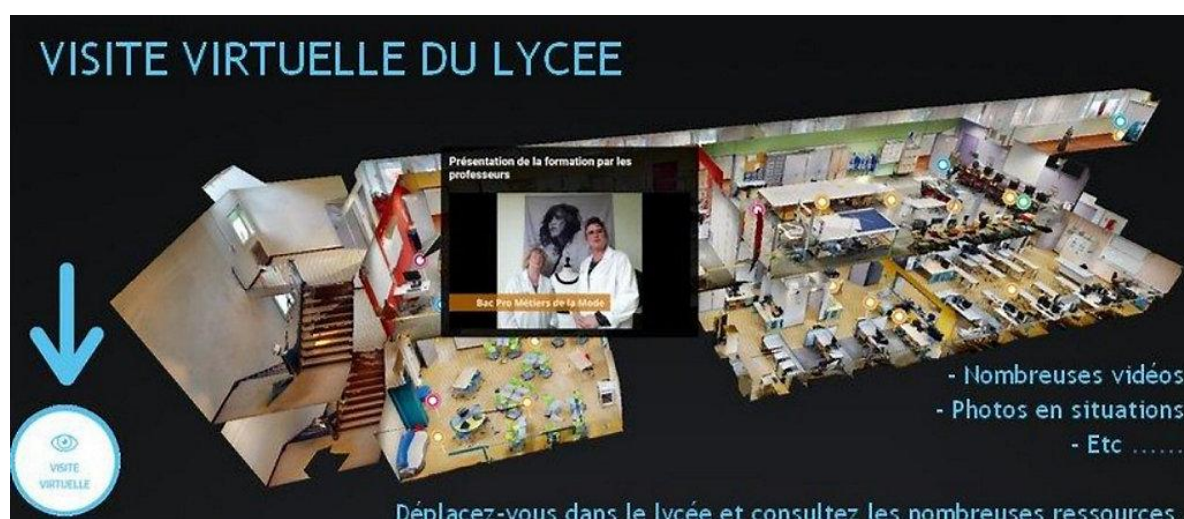 VISITE VIRTUELLE DU LYCEE
Présentation de la formation par les
professeurs
Bac Pro Métiers de la Mode
- Nombreuses vidéos
- Photos en situations
- Etc ......
VISITE
VIRTUELLE
Déplacez-vous dans le lycée et consultez les nombreuses ressources